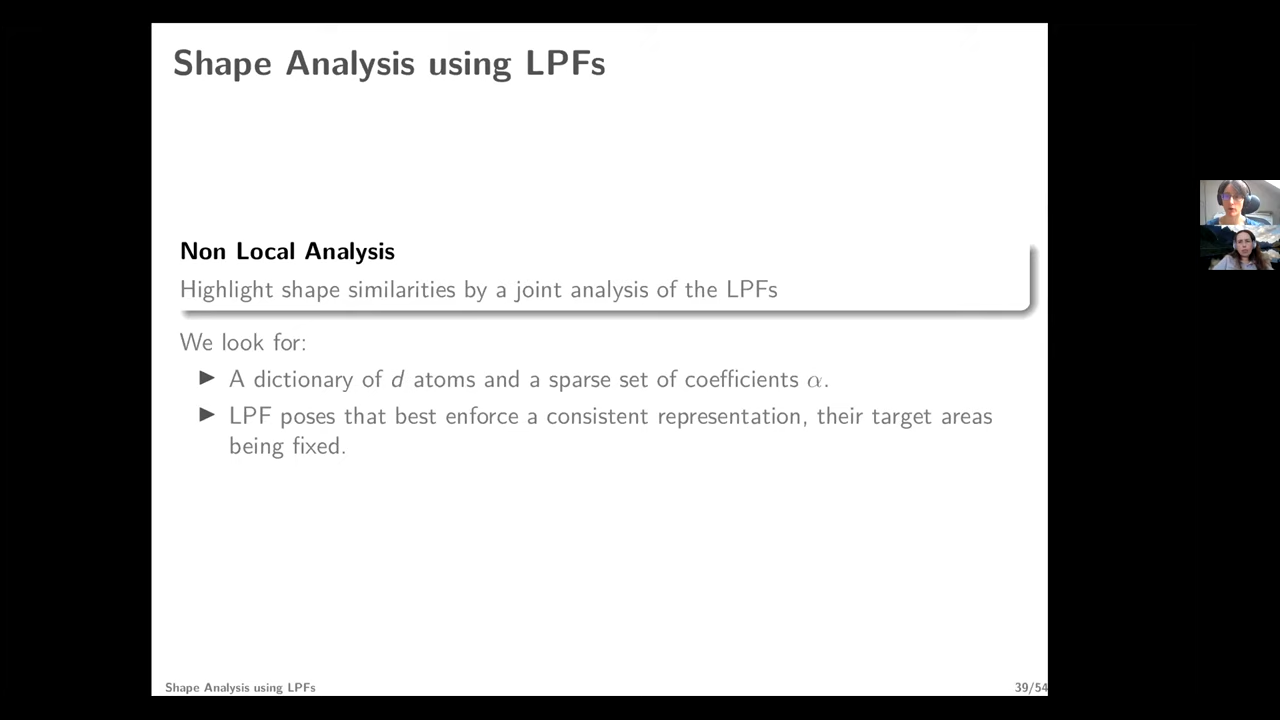 Shape Analysis using LPFs
Non Local Analysis
Highlight shape similarities by a joint analysis of the LPFs
We look for:
▶ A dictionary of d atoms and a sparse set of coefficients α.
▶ LPF poses that best enforce a consistent representation, their target areas
being fixed.
Shape Analysis using LPFs
39/54